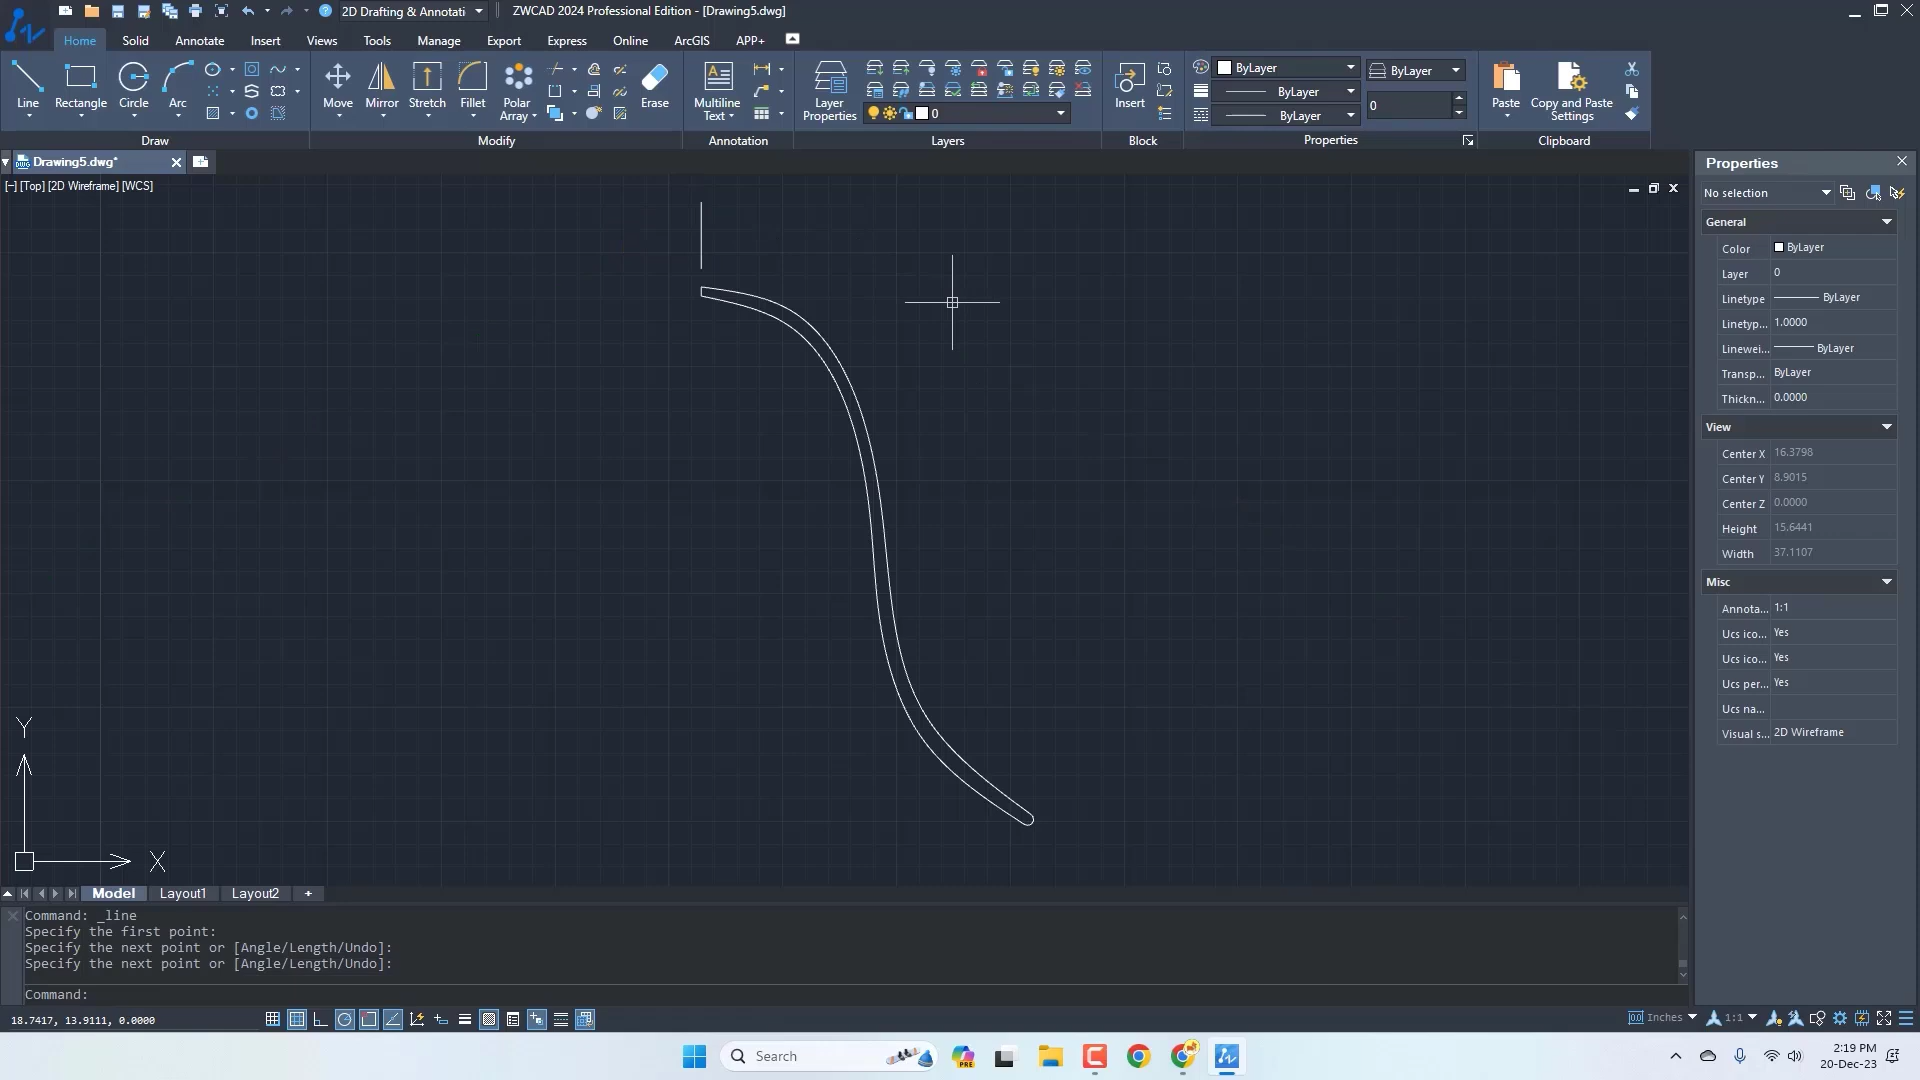 2D Drafting & Annotati
ZWCAD 2024 Professional Edition - [Drawing5.dwg]
Home Solid Annotate Insert Views Tools Manage Export Express Online ArcGIS APP+
Line Rectangle Circle Arc
Move Mirror Stretch Fillet Polar Array Erase
Multiline Text
Layer Properties
0
Insert
ByLayer ByLayer
ByLayer
0
ByLayer
Paste Copy and Paste Settings
Draw Modify Annotation Layers Block Properties Clipboard
Drawing5.dwg*
[−] [Top] [2D Wireframe] [WCS]
Properties
No selection
General
Color ByLayer
Layer 0
Linetype ByLayer
Linetyp... 1.0000
Linewei... ByLayer
Transp... ByLayer
Thickn... 0.0000
View
Center X 16.3798
Center Y 8.9015
Center Z 0.0000
Height 15.6441
Width 37.1107
Misc
Annota... 1:1
Ucs ico... Yes
Ucs ico... Yes
Ucs per... Yes
Ucs na...
Visual s... 2D Wireframe
Y
X
Model Layout1 Layout2 +
Command: _line
Specify the first point:
Specify the next point or [Angle/Length/Undo]:
Specify the next point or [Angle/Length/Undo]:
Command:
18.7417, 13.9111, 0.0000
Inches
1:1
Search
PRE
2:19 PM
20-Dec-23